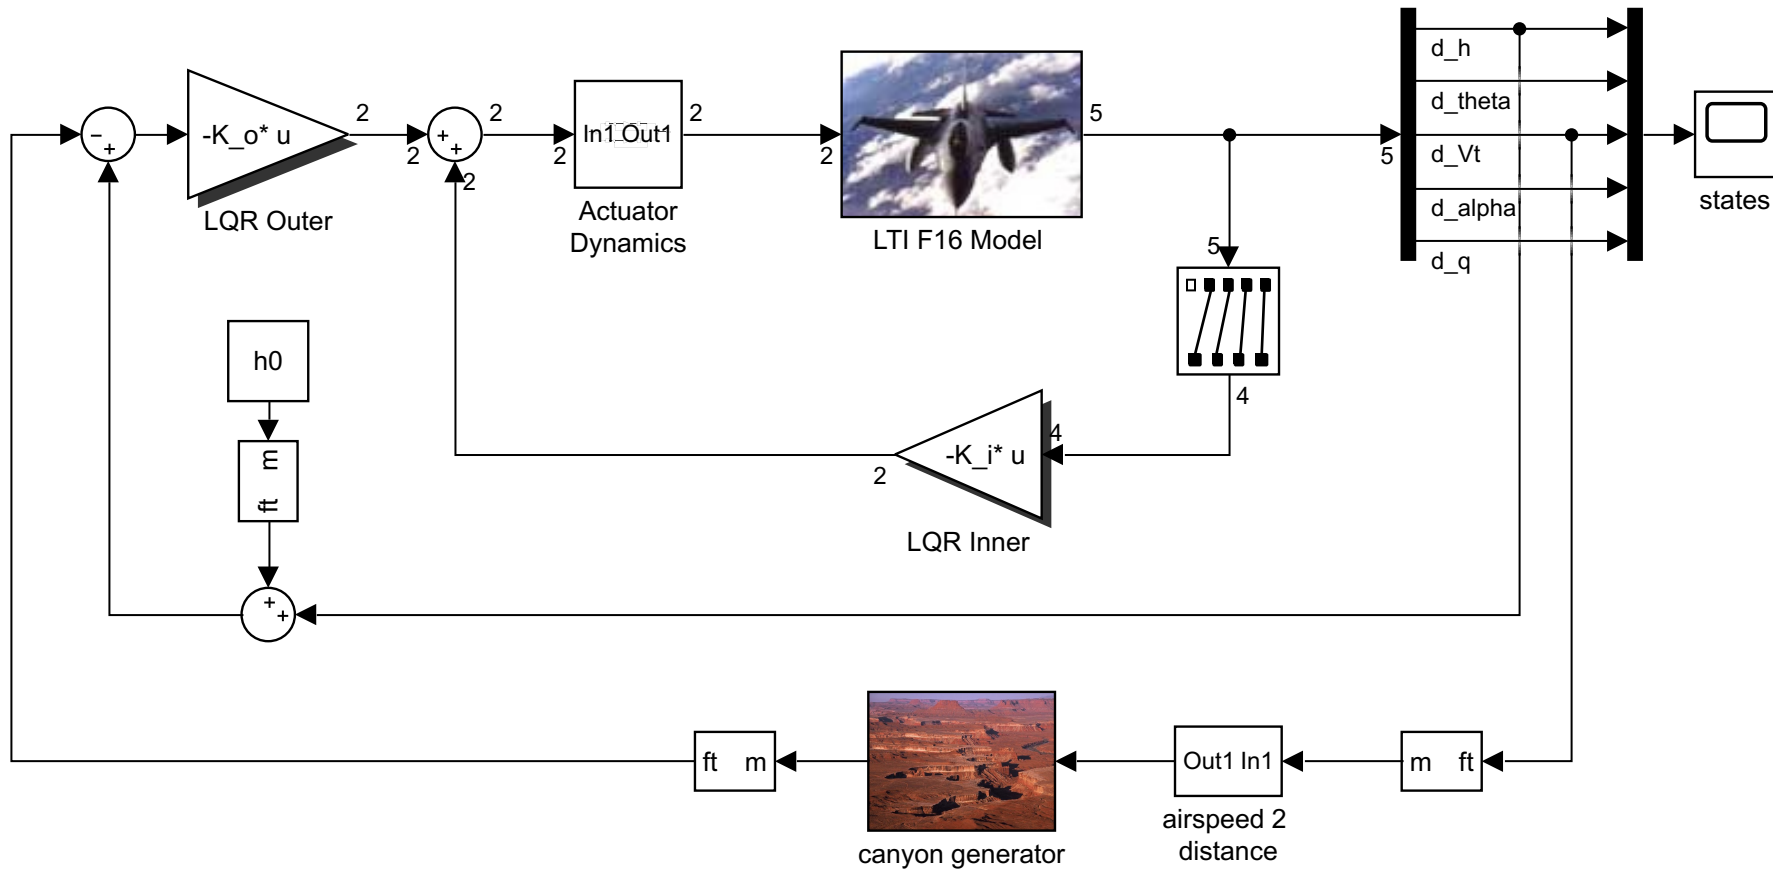 d_h
d_theta
d_Vt
d_alpha
d_q
states
−
+
-K_o* u
LQR Outer
2
2
+
+
2
2
2
In1 Out1
Actuator
Dynamics
2
2
LTI F16 Model
5
5
5
4
h0
m
ft
4
-K_i* u
2
LQR Inner
+
+
ft m
canyon generator
Out1 In1
airspeed 2
distance
m ft